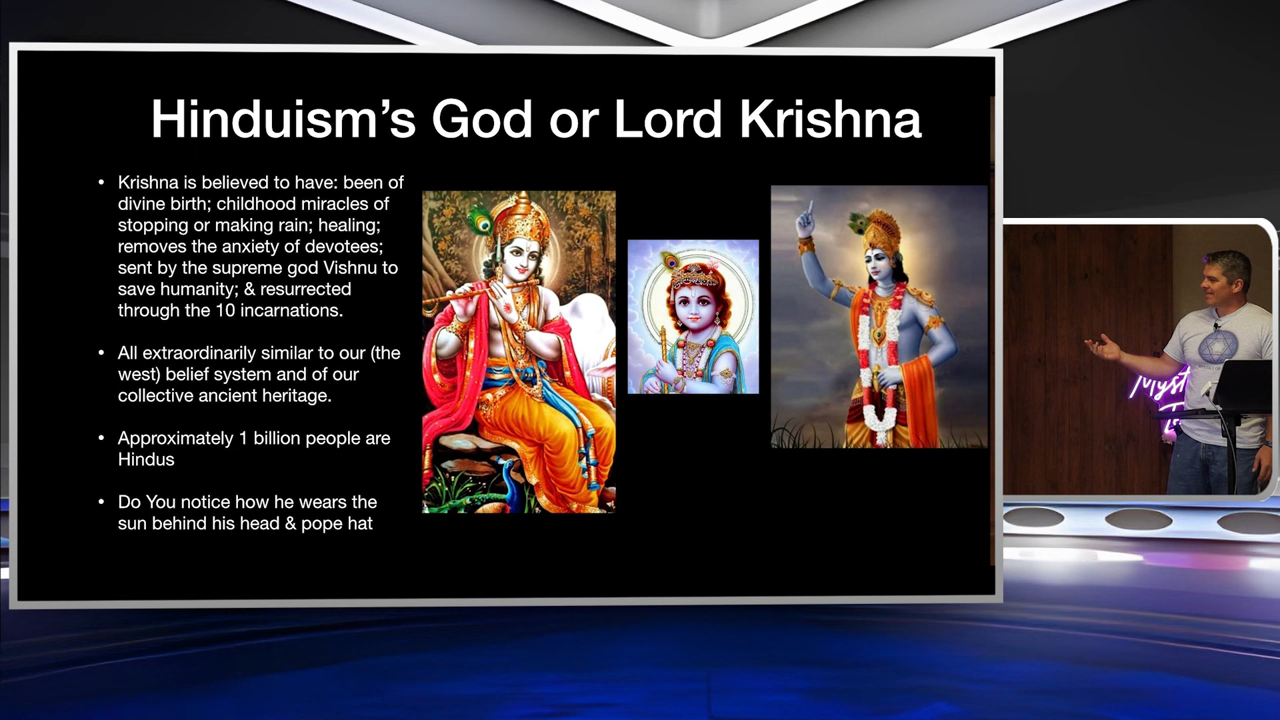 Hinduism's God or Lord Krishna
• Krishna is believed to have: been of
divine birth; childhood miracles of
stopping or making rain; healing;
removes the anxiety of devotees;
sent by the supreme god Vishnu to
save humanity; & resurrected
through the 10 incarnations.
• All extraordinarily similar to our (the
west) belief system and of our
collective ancient heritage.
• Approximately 1 billion people are
Hindus
• Do You notice how he wears the
sun behind his head & pope hat
Myst